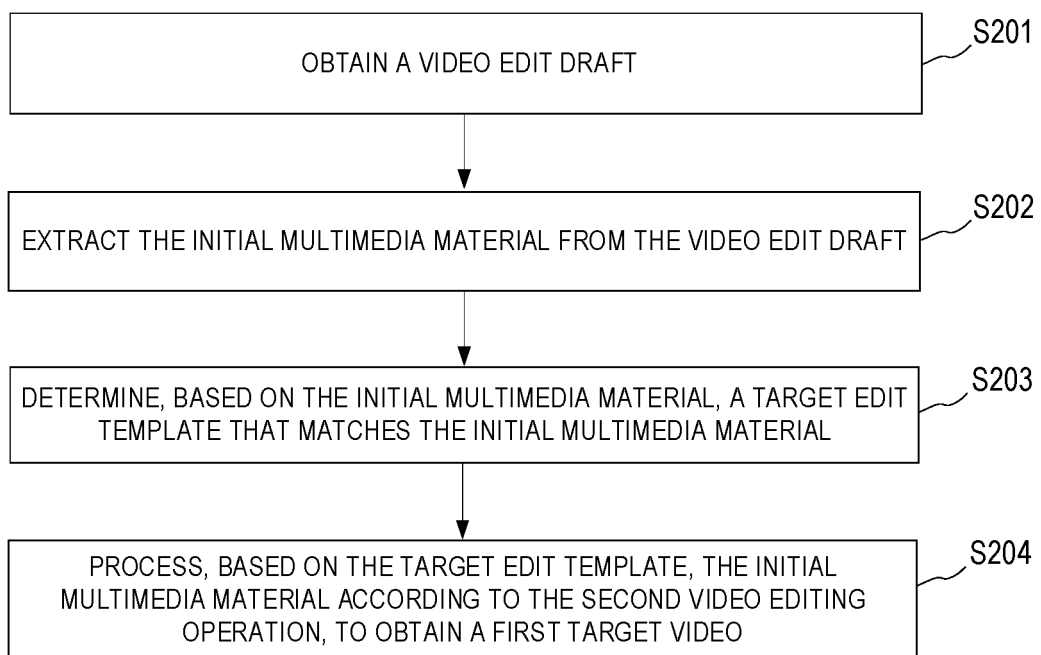 S201
OBTAIN A VIDEO EDIT DRAFT
S202
EXTRACT THE INITIAL MULTIMEDIA MATERIAL FROM THE VIDEO EDIT DRAFT
S203
DETERMINE, BASED ON THE INITIAL MULTIMEDIA MATERIAL, A TARGET EDIT
TEMPLATE THAT MATCHES THE INITIAL MULTIMEDIA MATERIAL
S204
PROCESS, BASED ON THE TARGET EDIT TEMPLATE, THE INITIAL
MULTIMEDIA MATERIAL ACCORDING TO THE SECOND VIDEO EDITING
OPERATION, TO OBTAIN A FIRST TARGET VIDEO